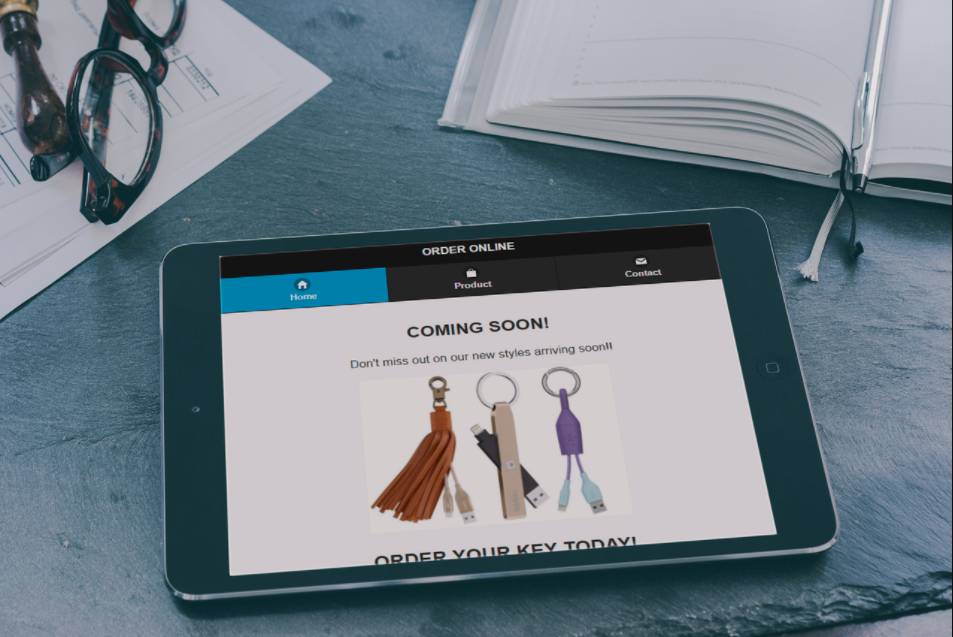 ORDER ONLINE
Home
Product
Contact
COMING SOON!
Don't miss out on our new styles arriving soon!!
ORDER YOUR KEY TODAY!